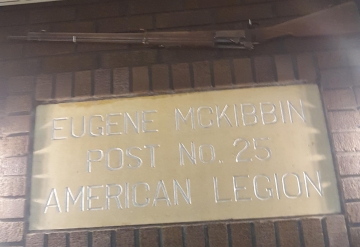 EUGENE MCKIBBIN
POST No. 25
AMERICAN LEGION